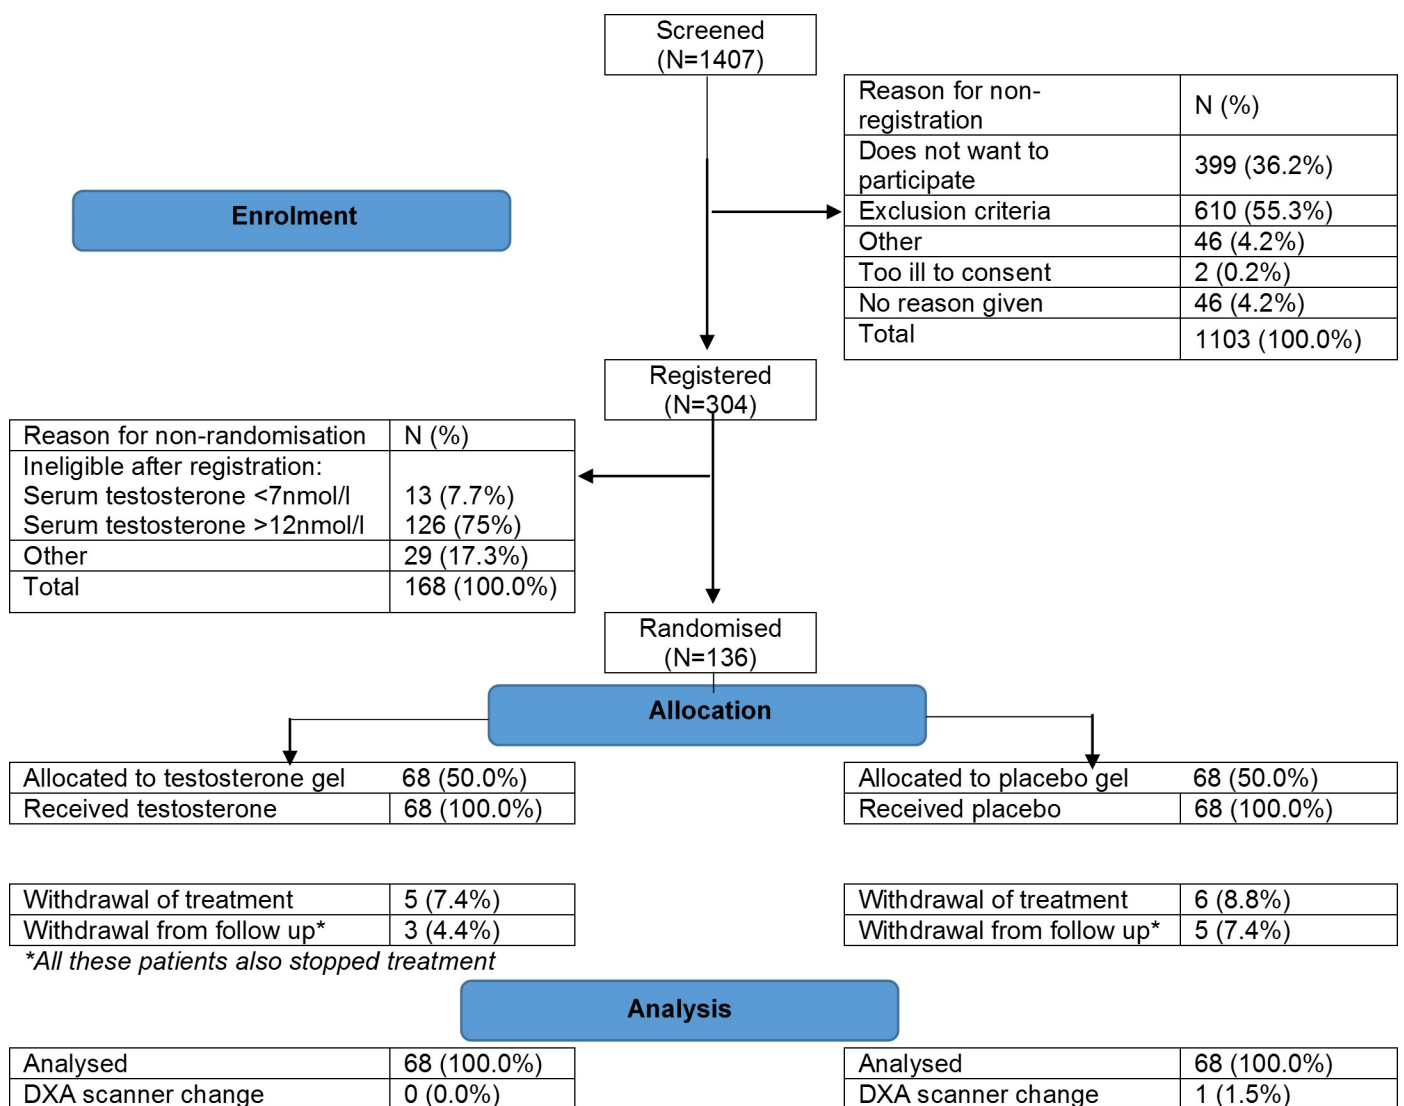 Screened
(N=1407)
Reason for non-
registration
N (%)
Does not want to
participate
399 (36.2%)
Exclusion criteria 610 (55.3%)
Other 46 (4.2%)
Too ill to consent 2 (0.2%)
No reason given 46 (4.2%)
Total 1103 (100.0%)
Enrolment
Registered
(N=304)
Reason for non-randomisation N (%)
Ineligible after registration:
Serum testosterone <7nmol/l 13 (7.7%)
Serum testosterone >12nmol/l 126 (75%)
Other 29 (17.3%)
Total 168 (100.0%)
Randomised
(N=136)
Allocation
Allocated to testosterone gel 68 (50.0%)
Received testosterone 68 (100.0%)
Allocated to placebo gel 68 (50.0%)
Received placebo 68 (100.0%)
Withdrawal of treatment 5 (7.4%)
Withdrawal from follow up* 3 (4.4%)
*All these patients also stopped treatment
Withdrawal of treatment 6 (8.8%)
Withdrawal from follow up* 5 (7.4%)
Analysis
Analysed 68 (100.0%)
DXA scanner change 0 (0.0%)
Analysed 68 (100.0%)
DXA scanner change 1 (1.5%)